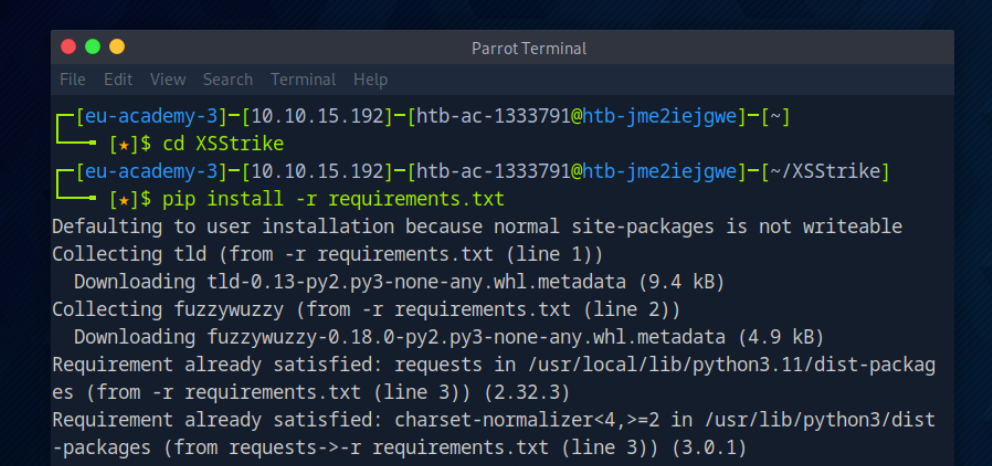 Parrot Terminal
File Edit View Search Terminal Help
┌─[eu-academy-3]─[10.10.15.192]─[htb-ac-1333791@htb-jme2iejgwe]─[~]
└──╼ [★]$ cd XSStrike
┌─[eu-academy-3]─[10.10.15.192]─[htb-ac-1333791@htb-jme2iejgwe]─[~/XSStrike]
└──╼ [★]$ pip install -r requirements.txt
Defaulting to user installation because normal site-packages is not writeable
Collecting tld (from -r requirements.txt (line 1))
  Downloading tld-0.13-py2.py3-none-any.whl.metadata (9.4 kB)
Collecting fuzzywuzzy (from -r requirements.txt (line 2))
  Downloading fuzzywuzzy-0.18.0-py2.py3-none-any.whl.metadata (4.9 kB)
Requirement already satisfied: requests in /usr/local/lib/python3.11/dist-packag
es (from -r requirements.txt (line 3)) (2.32.3)
Requirement already satisfied: charset-normalizer<4,>=2 in /usr/lib/python3/dist
-packages (from requests->-r requirements.txt (line 3)) (3.0.1)